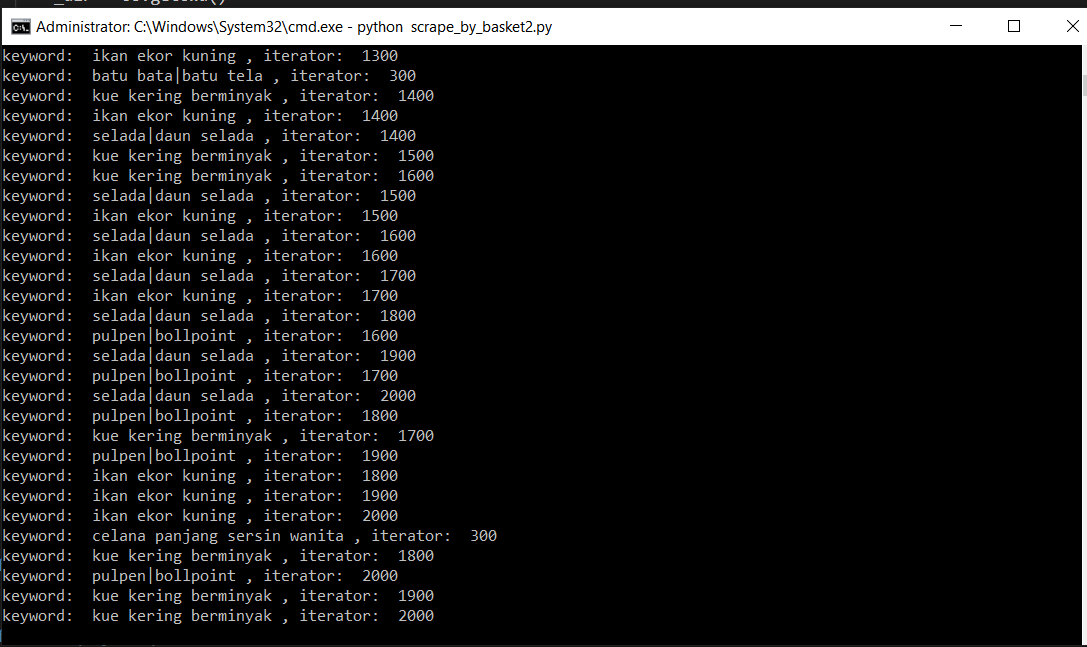 Administrator: C:\Windows\System32\cmd.exe - python  scrape_by_basket2.py
keyword:  ikan ekor kuning , iterator:  1300
keyword:  batu bata|batu tela , iterator:  300
keyword:  kue kering berminyak , iterator:  1400
keyword:  ikan ekor kuning , iterator:  1400
keyword:  selada|daun selada , iterator:  1400
keyword:  kue kering berminyak , iterator:  1500
keyword:  kue kering berminyak , iterator:  1600
keyword:  selada|daun selada , iterator:  1500
keyword:  ikan ekor kuning , iterator:  1500
keyword:  selada|daun selada , iterator:  1600
keyword:  ikan ekor kuning , iterator:  1600
keyword:  selada|daun selada , iterator:  1700
keyword:  ikan ekor kuning , iterator:  1700
keyword:  selada|daun selada , iterator:  1800
keyword:  pulpen|bollpoint , iterator:  1600
keyword:  selada|daun selada , iterator:  1900
keyword:  pulpen|bollpoint , iterator:  1700
keyword:  selada|daun selada , iterator:  2000
keyword:  pulpen|bollpoint , iterator:  1800
keyword:  kue kering berminyak , iterator:  1700
keyword:  pulpen|bollpoint , iterator:  1900
keyword:  ikan ekor kuning , iterator:  1800
keyword:  ikan ekor kuning , iterator:  1900
keyword:  ikan ekor kuning , iterator:  2000
keyword:  celana panjang sersin wanita , iterator:  300
keyword:  kue kering berminyak , iterator:  1800
keyword:  pulpen|bollpoint , iterator:  2000
keyword:  kue kering berminyak , iterator:  1900
keyword:  kue kering berminyak , iterator:  2000